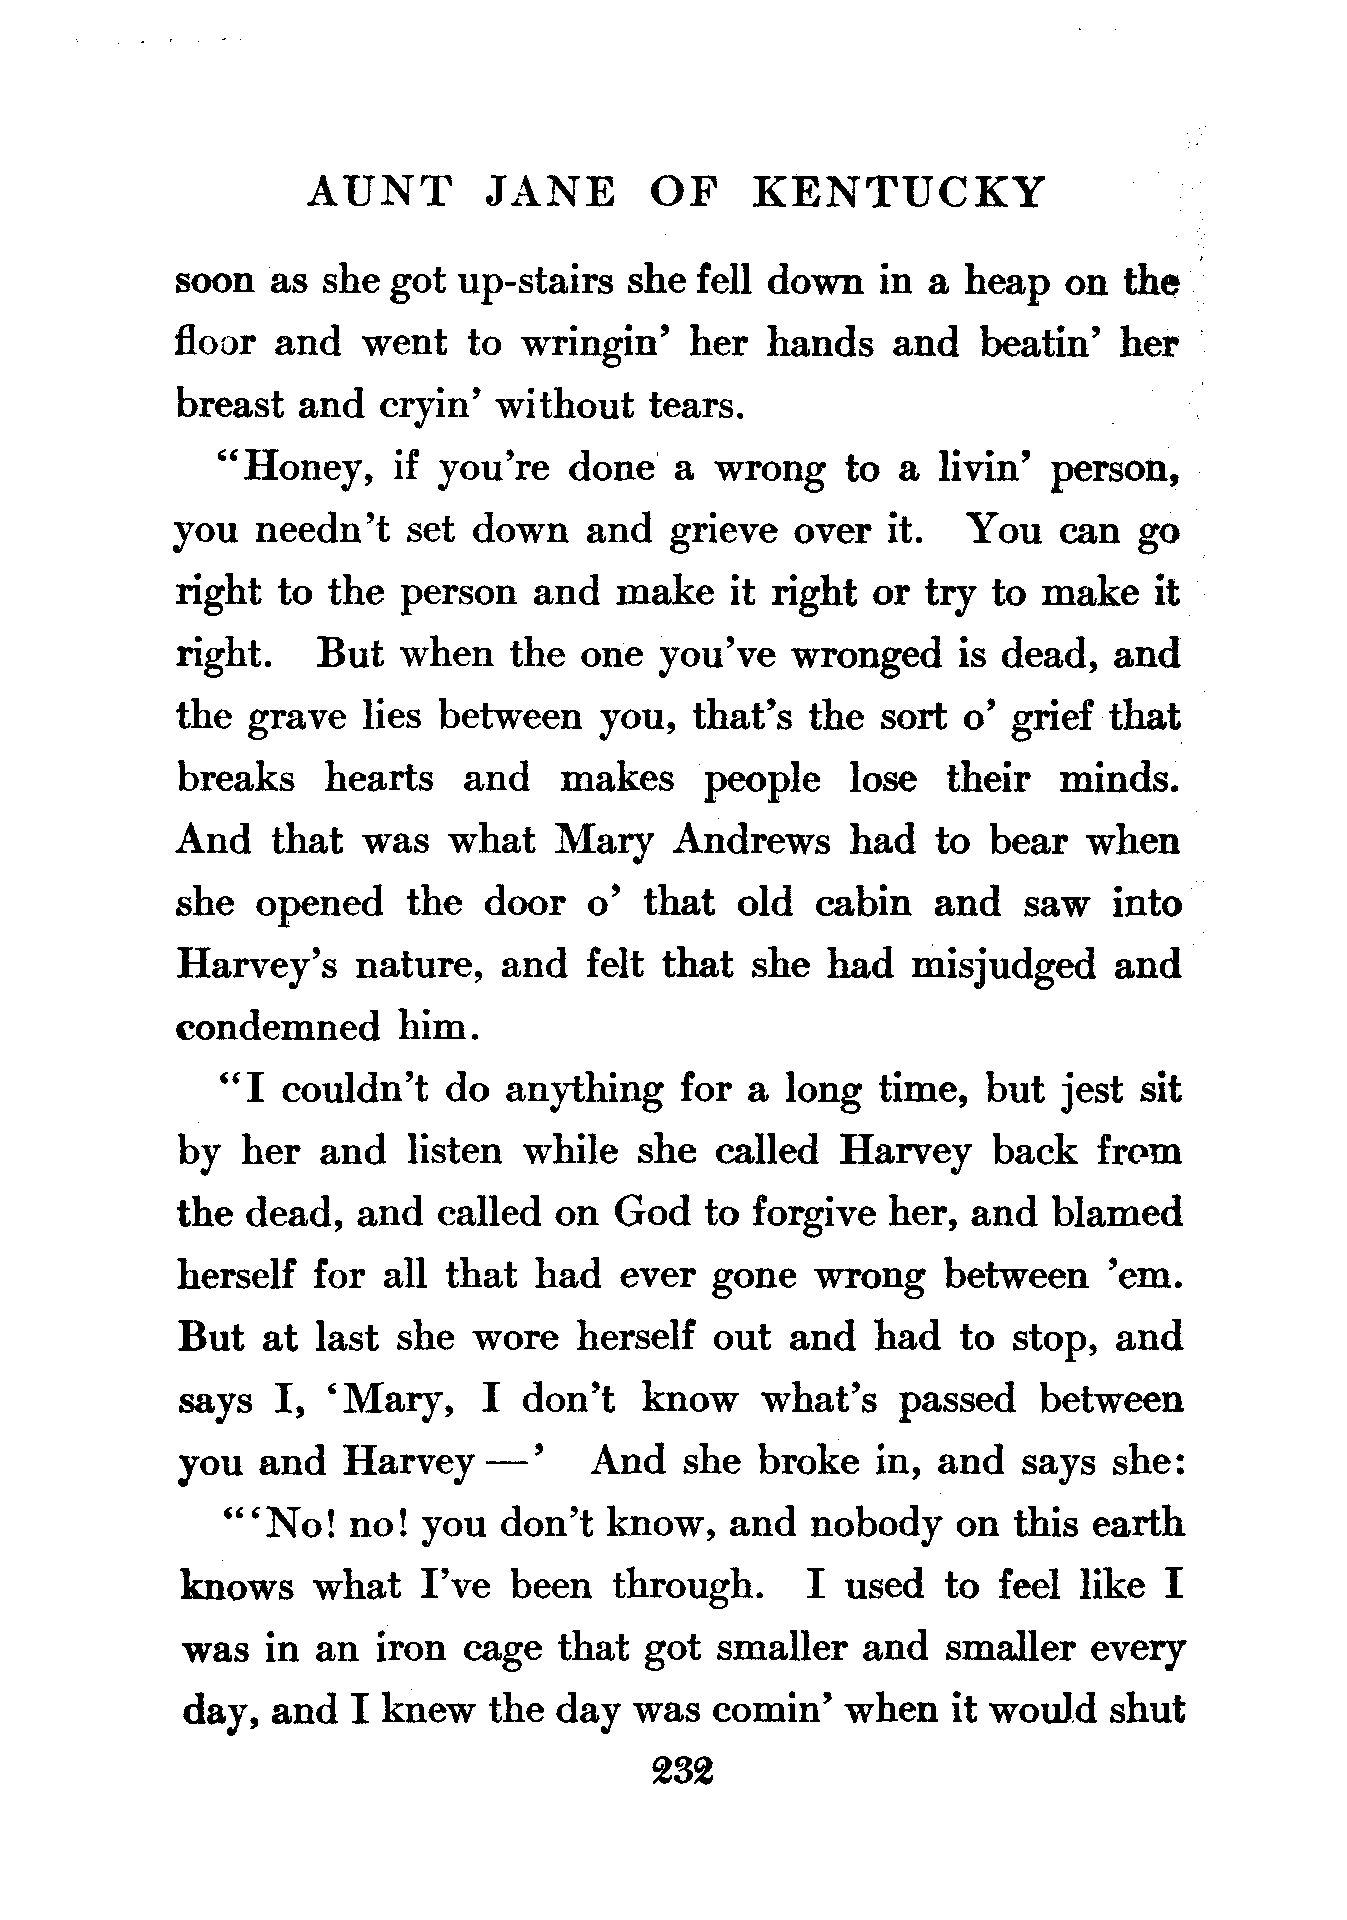 AUNT JANE OF KENTUCKY
soon as she got up-stairs she fell down in a heap on the
floor and went to wringin' her hands and beatin' her
breast and cryin' without tears.
"Honey, if you're done a wrong to a livin' person,
you needn't set down and grieve over it. You can go
right to the person and make it right or try to make it
right. But when the one you've wronged is dead, and
the grave lies between you, that's the sort o' grief that
breaks hearts and makes people lose their minds.
And that was what Mary Andrews had to bear when
she opened the door o' that old cabin and saw into
Harvey's nature, and felt that she had misjudged and
condemned him.
"I couldn't do anything for a long time, but jest sit
by her and listen while she called Harvey back from
the dead, and called on God to forgive her, and blamed
herself for all that had ever gone wrong between 'em.
But at last she wore herself out and had to stop, and
says I, 'Mary, I don't know what's passed between
you and Harvey—' And she broke in, and says she:
"'No! no! you don't know, and nobody on this earth
knows what I've been through. I used to feel like I
was in an iron cage that got smaller and smaller every
day, and I knew the day was comin' when it would shut
232